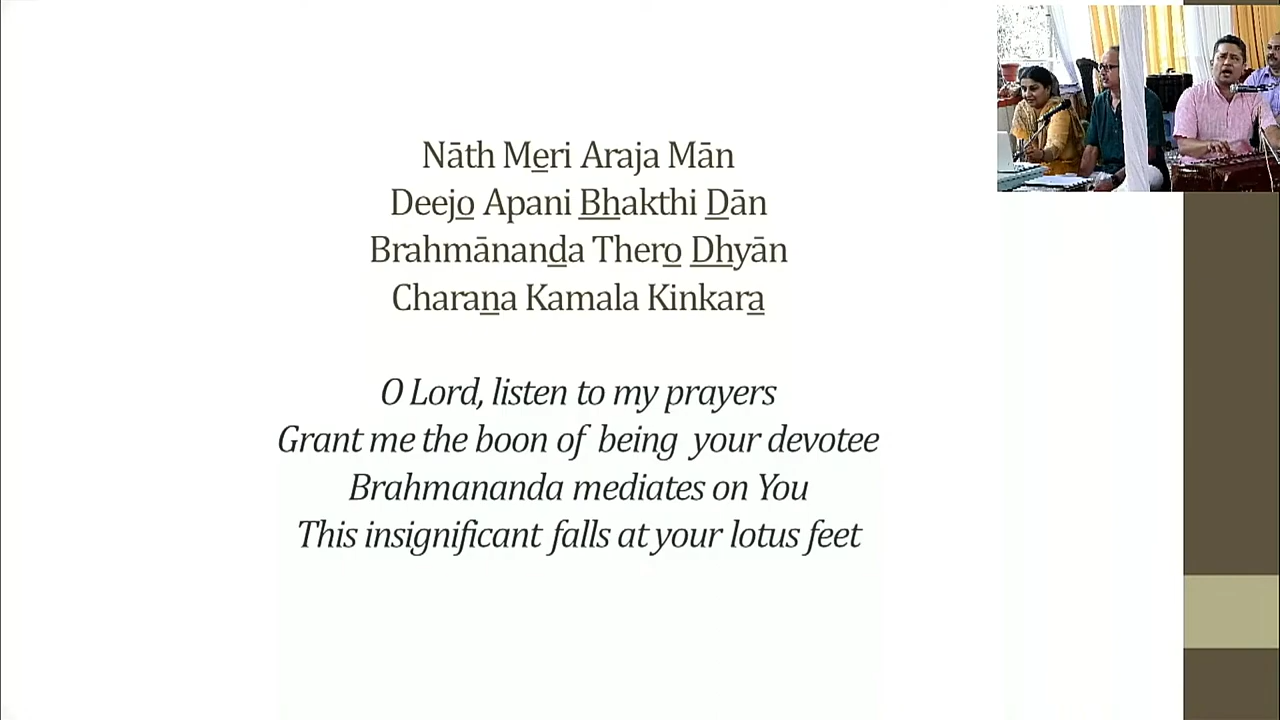 Nāth Meri Araja Mān
Deejo Apani Bhakthi Dān
Brahmānanda Thero Dhyān
Charana Kamala Kinkara
O Lord, listen to my prayers
Grant me the boon of being your devotee
Brahmananda mediates on You
This insignificant falls at your lotus feet